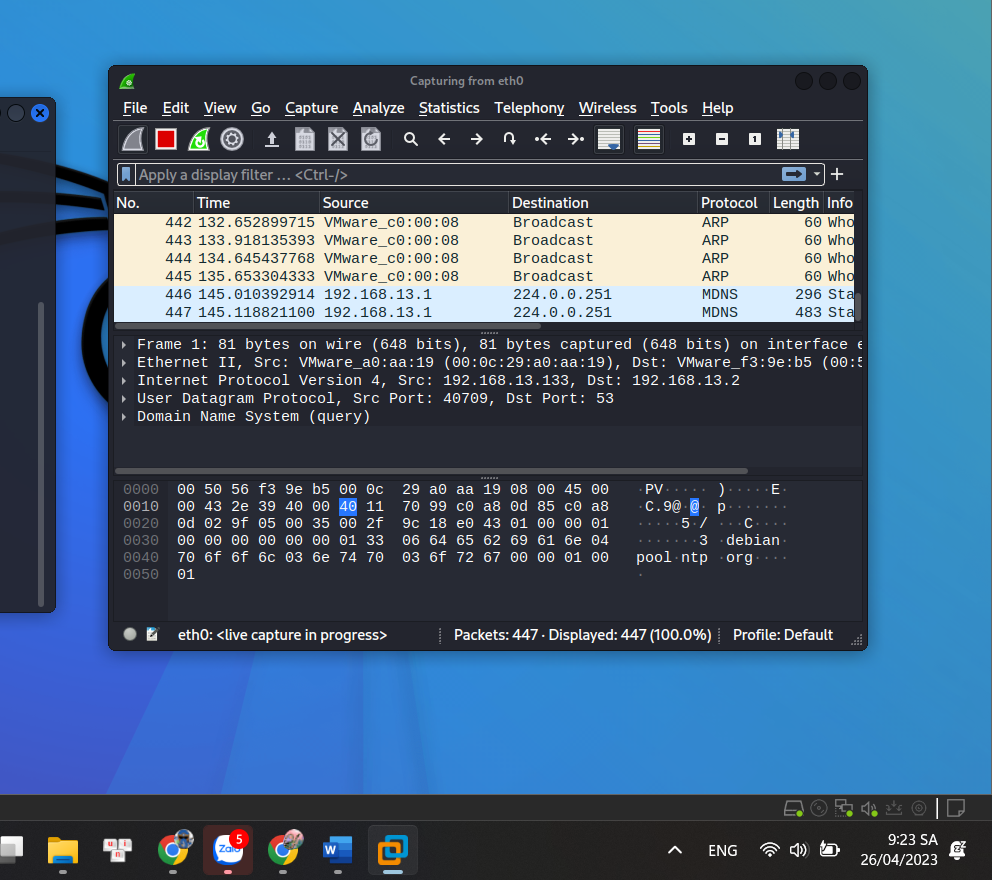 Capturing from eth0
File Edit View Go Capture Analyze Statistics Telephony Wireless Tools Help
Apply a display filter … <Ctrl-/>
No. Time Source Destination Protocol Length Info
442 132.652899715 VMware_c0:00:08 Broadcast ARP 60 Who
443 133.918135393 VMware_c0:00:08 Broadcast ARP 60 Who
444 134.645437768 VMware_c0:00:08 Broadcast ARP 60 Who
445 135.653304333 VMware_c0:00:08 Broadcast ARP 60 Who
446 145.010392914 192.168.13.1 224.0.0.251 MDNS 296 Sta
447 145.118821100 192.168.13.1 224.0.0.251 MDNS 483 Sta
Frame 1: 81 bytes on wire (648 bits), 81 bytes captured (648 bits) on interface e
Ethernet II, Src: VMware_a0:aa:19 (00:0c:29:a0:aa:19), Dst: VMware_f3:9e:b5 (00:5
Internet Protocol Version 4, Src: 192.168.13.133, Dst: 192.168.13.2
User Datagram Protocol, Src Port: 40709, Dst Port: 53
Domain Name System (query)
0000 00 50 56 f3 9e b5 00 0c 29 a0 aa 19 08 00 45 00 ·PV····· )·····E·
0010 00 43 2e 39 40 00 40 11 70 99 c0 a8 0d 85 c0 a8 ·C.9@·@· p·······
0020 0d 02 9f 05 00 35 00 2f 9c 18 e0 43 01 00 00 01 ·····5·/ ···C····
0030 00 00 00 00 00 00 01 33 06 64 65 62 69 61 6e 04 ·······3 ·debian·
0040 70 6f 6f 6c 03 6e 74 70 03 6f 72 67 00 00 01 00 pool·ntp ·org····
0050 01 ·
eth0: <live capture in progress> Packets: 447 · Displayed: 447 (100.0%) Profile: Default
u i n
Zalo 5
W
ENG
9:23 SA
26/04/2023